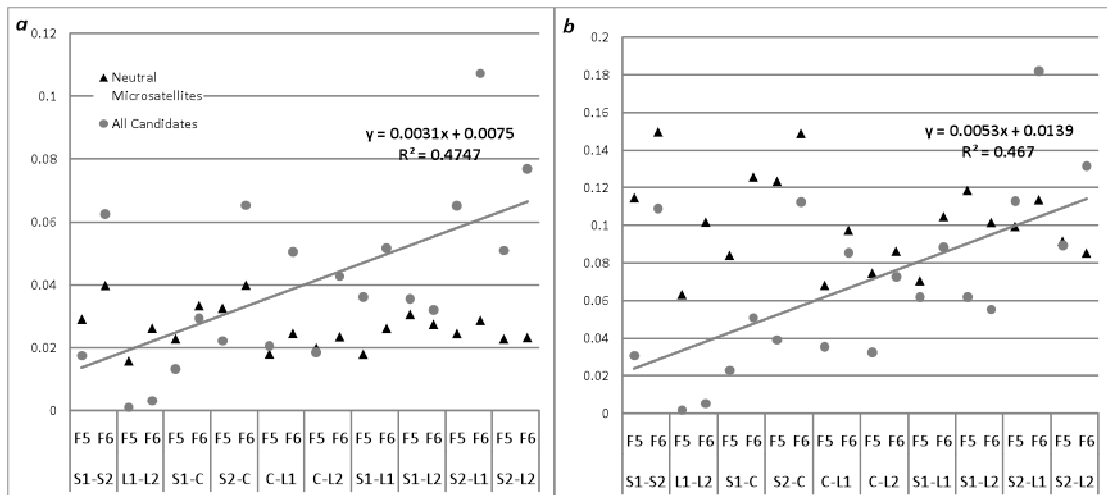 a
0.12
0.1
0.08
0.06
0.04
0.02
0
Neutral
Microsatellites
All Candidates
y = 0.0031x + 0.0075
R² = 0.4747
F5 F6 F5 F6 F5 F6 F5 F6 F5 F6 F5 F6 F5 F6 F5 F6 F5 F6 F5 F6
S1-S2 L1-L2 S1-C S2-C C-L1 C-L2 S1-L1 S1-L2 S2-L1 S2-L2
b
0.2
0.18
0.16
0.14
0.12
0.1
0.08
0.06
0.04
0.02
0
y = 0.0053x + 0.0139
R² = 0.467
F5 F6 F5 F6 F5 F6 F5 F6 F5 F6 F5 F6 F5 F6 F5 F6 F5 F6 F5 F6
S1-S2 L1-L2 S1-C S2-C C-L1 C-L2 S1-L1 S1-L2 S2-L1 S2-L2